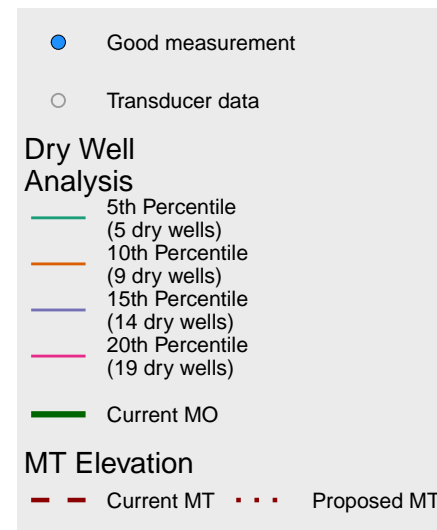 Good measurement
Transducer data
Dry Well
Analysis
5th Percentile
(5 dry wells)
10th Percentile
(9 dry wells)
15th Percentile
(14 dry wells)
20th Percentile
(19 dry wells)
Current MO
MT Elevation
Current MT Proposed MT